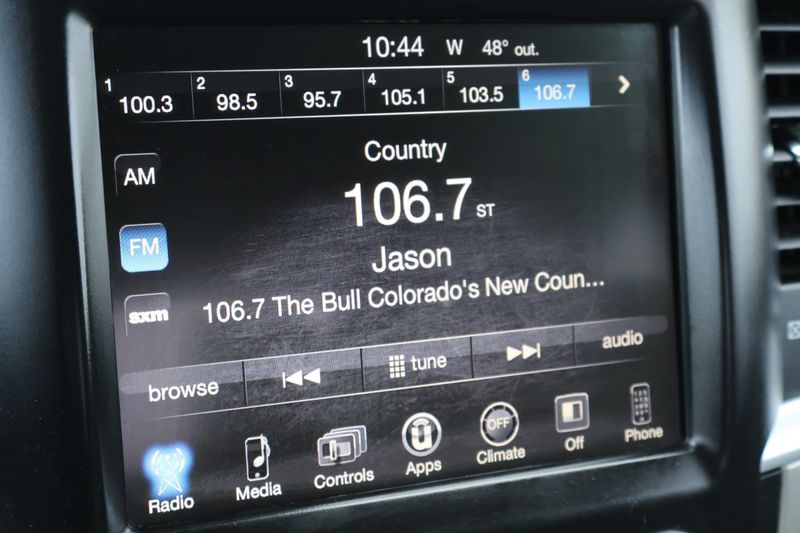 10:44 W 48° out.
1 100.3 2 98.5 3 95.7 4 105.1 5 103.5 6 106.7
Country
AM
106.7 ST
FM
Jason
sxm
106.7 The Bull Colorado's New Coun...
browse tune audio
OFF
Radio Media Controls Apps Climate Off Phone